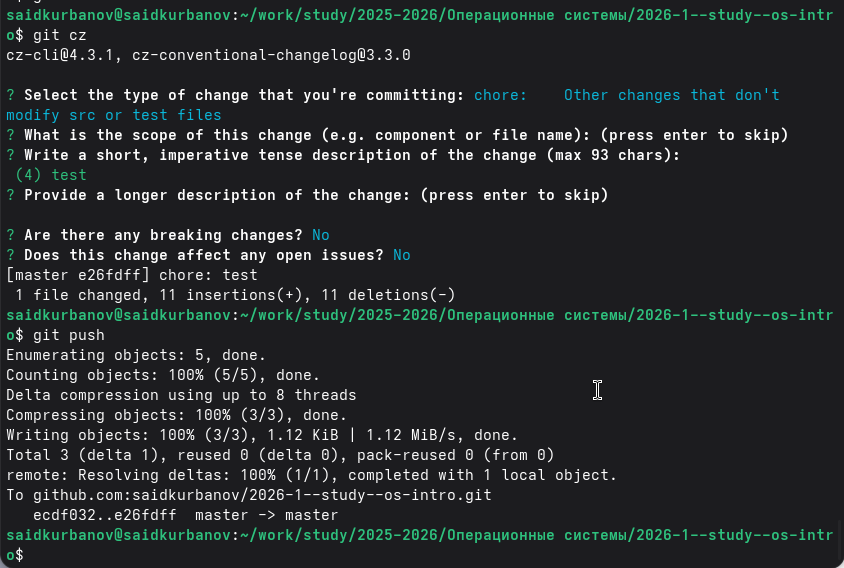 saidkurbanov@saidkurbanov:~/work/study/2025-2026/Операционные системы/2026-1--study--os-intr
o$ git cz
cz-cli@4.3.1, cz-conventional-changelog@3.3.0
? Select the type of change that you're committing: chore:    Other changes that don't
modify src or test files
? What is the scope of this change (e.g. component or file name): (press enter to skip)
? Write a short, imperative tense description of the change (max 93 chars):
 (4) test
? Provide a longer description of the change: (press enter to skip)
? Are there any breaking changes? No
? Does this change affect any open issues? No
[master e26fdff] chore: test
 1 file changed, 11 insertions(+), 11 deletions(-)
saidkurbanov@saidkurbanov:~/work/study/2025-2026/Операционные системы/2026-1--study--os-intr
o$ git push
Enumerating objects: 5, done.
Counting objects: 100% (5/5), done.
Delta compression using up to 8 threads
Compressing objects: 100% (3/3), done.
Writing objects: 100% (3/3), 1.12 KiB | 1.12 MiB/s, done.
Total 3 (delta 1), reused 0 (delta 0), pack-reused 0 (from 0)
remote: Resolving deltas: 100% (1/1), completed with 1 local object.
To github.com:saidkurbanov/2026-1--study--os-intro.git
   ecdf032..e26fdff  master -> master
saidkurbanov@saidkurbanov:~/work/study/2025-2026/Операционные системы/2026-1--study--os-intr
o$